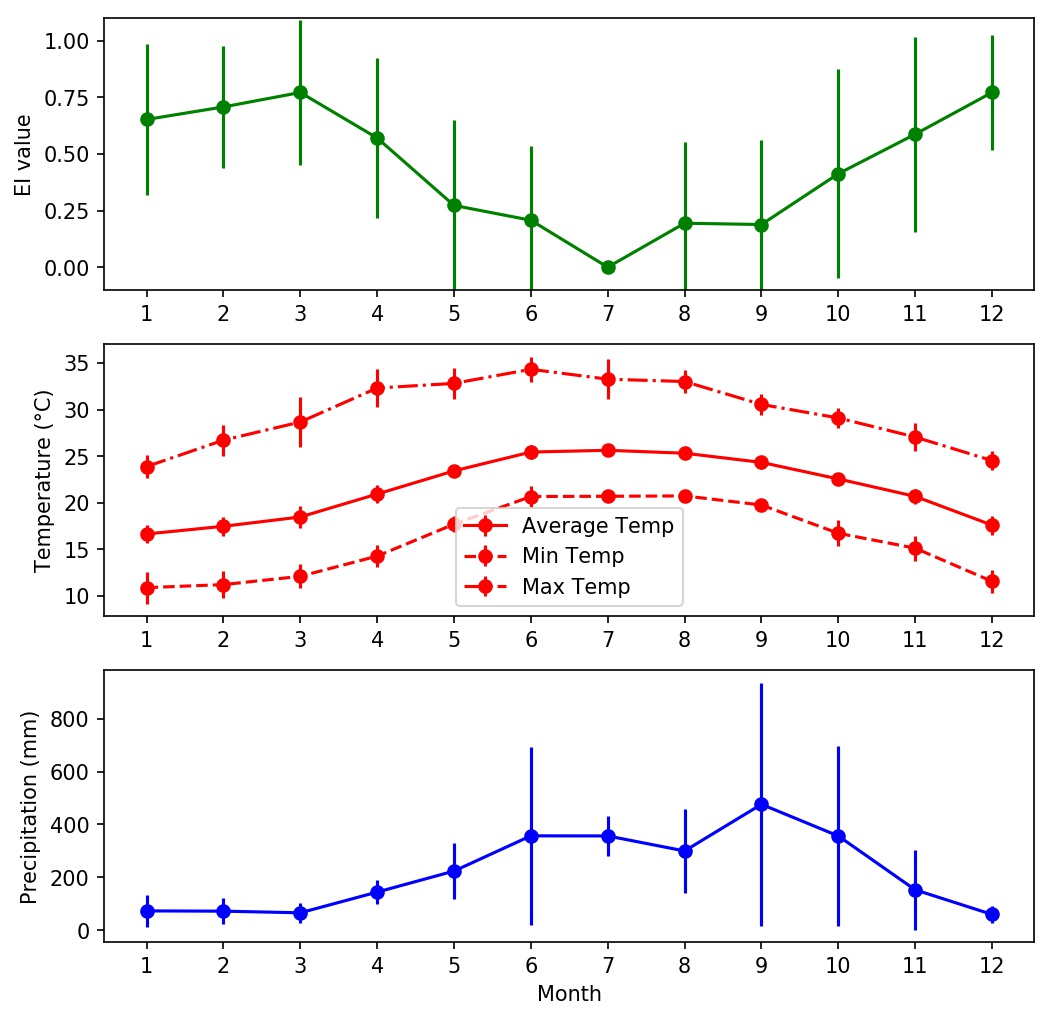 EI value
1.00
0.75
0.50
0.25
0.00
1 2 3 4 5 6 7 8 9 10 11 12
Temperature (°C)
35
30
25
20
15
10
Average Temp
Min Temp
Max Temp
1 2 3 4 5 6 7 8 9 10 11 12
Precipitation (mm)
800
600
400
200
0
1 2 3 4 5 6 7 8 9 10 11 12
Month